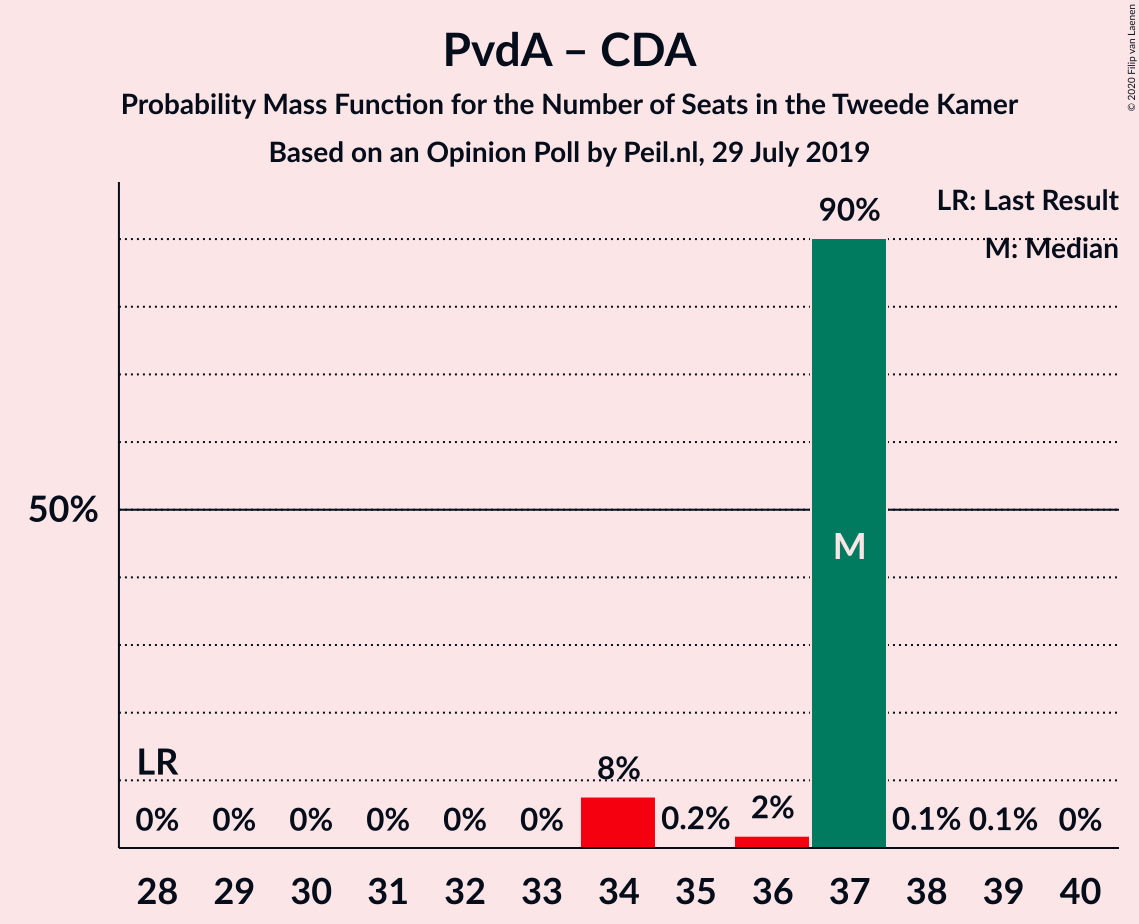 PvdA – CDA
Probability Mass Function for the Number of Seats in the Tweede Kamer
Based on an Opinion Poll by Peil.nl, 29 July 2019
© 2020 Filip van Laenen
LR: Last Result
M: Median
90%
50%
M
LR
0% 0% 0% 0% 0% 0% 8% 0.2% 2% 0.1% 0.1% 0%
28 29 30 31 32 33 34 35 36 37 38 39 40